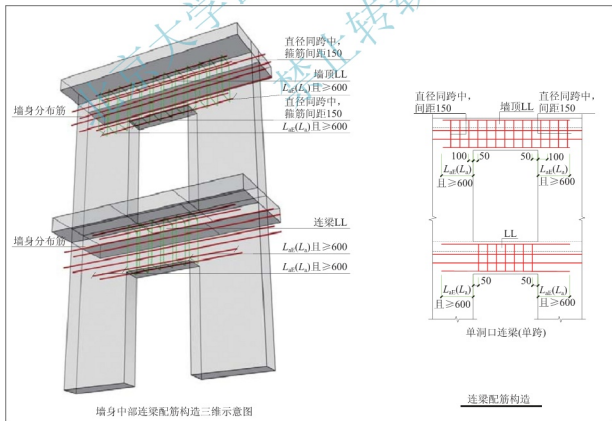 直径同跨中，
箍筋间距150
墙顶LL
LaE(La)且≥600
直径同跨中，
箍筋间距150
LaE(La)且≥600
墙身分布筋
连梁LL
墙身分布筋
LaE(La)且≥600
LaE(La)且≥600
墙身中部连梁配筋构造三维示意图
直径同跨中，
间距150
墙顶LL
直径同跨中，
间距150
100 50 50 100
LaE(La)
且≥600
LaE(La)
且≥600
LL
50 50
LaE(La)
且≥600
LaE(La)
且≥600
单洞口连梁(单跨)
连梁配筋构造
大学
禁止转